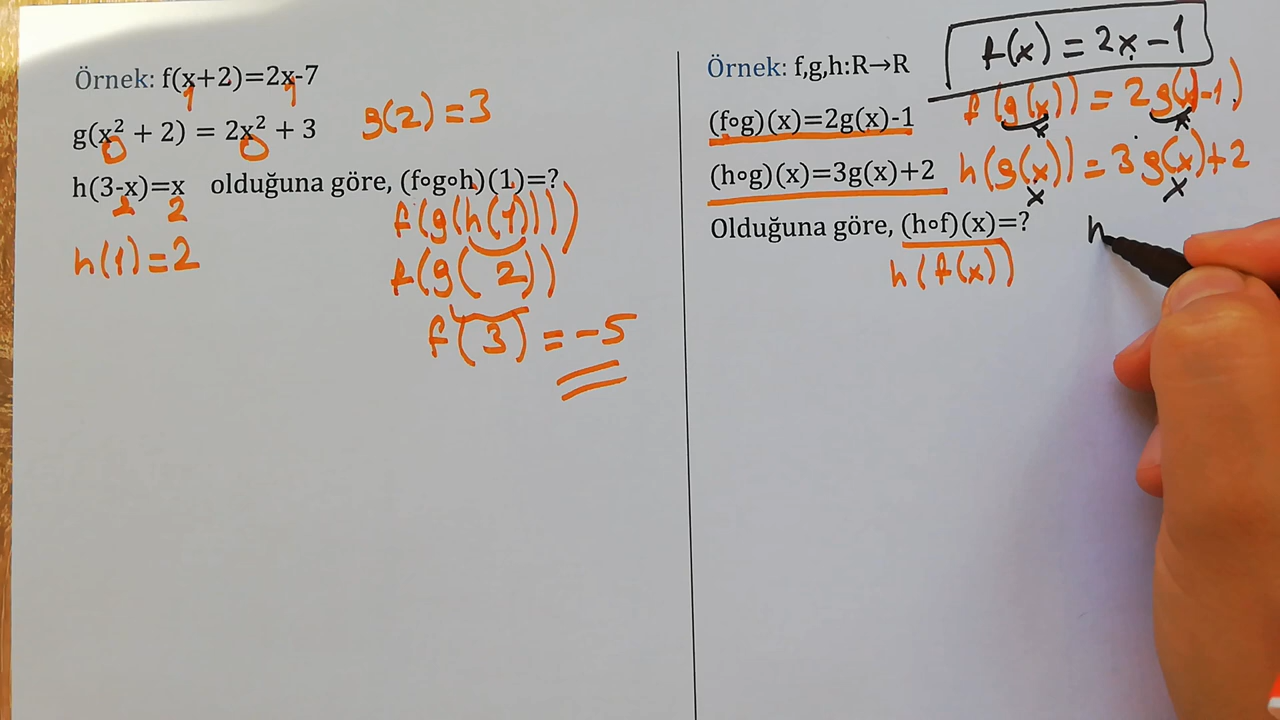 Örnek: f(x+2)=2x-7
1 1
g(x² + 2) = 2x² + 3 g(2) = 3
0 0
h(3-x)=x olduğuna göre, (f∘g∘h)(1)=?
2 2
f(g(h(1)))
h(1) = 2
f(g(2))
f(3) = -5
f(x) = 2x-1
Örnek: f,g,h:R→R
f(g(x)) = 2g(x)-1
x x
(f∘g)(x)=2g(x)-1
h(g(x)) = 3g(x)+2
x x
(h∘g)(x)=3g(x)+2
Olduğuna göre, (h∘f)(x)=? h
h(f(x))